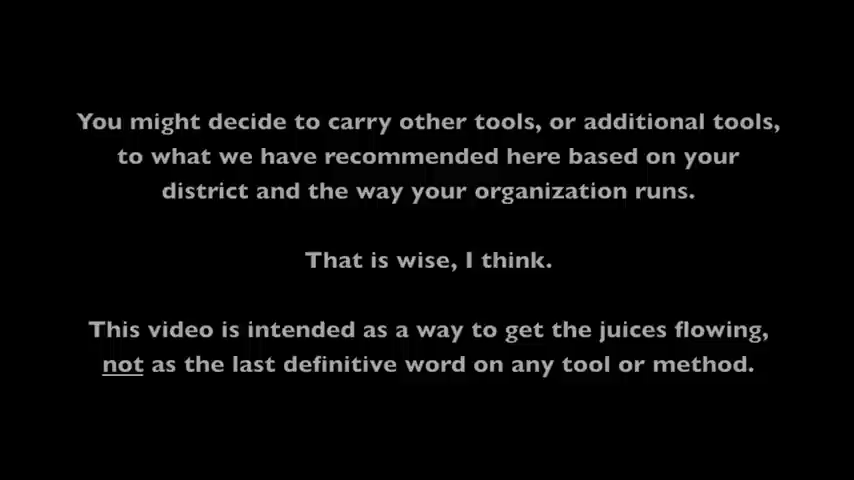 You might decide to carry other tools, or additional tools,
to what we have recommended here based on your
district and the way your organization runs.
That is wise, I think.
This video is intended as a way to get the juices flowing,
not as the last definitive word on any tool or method.